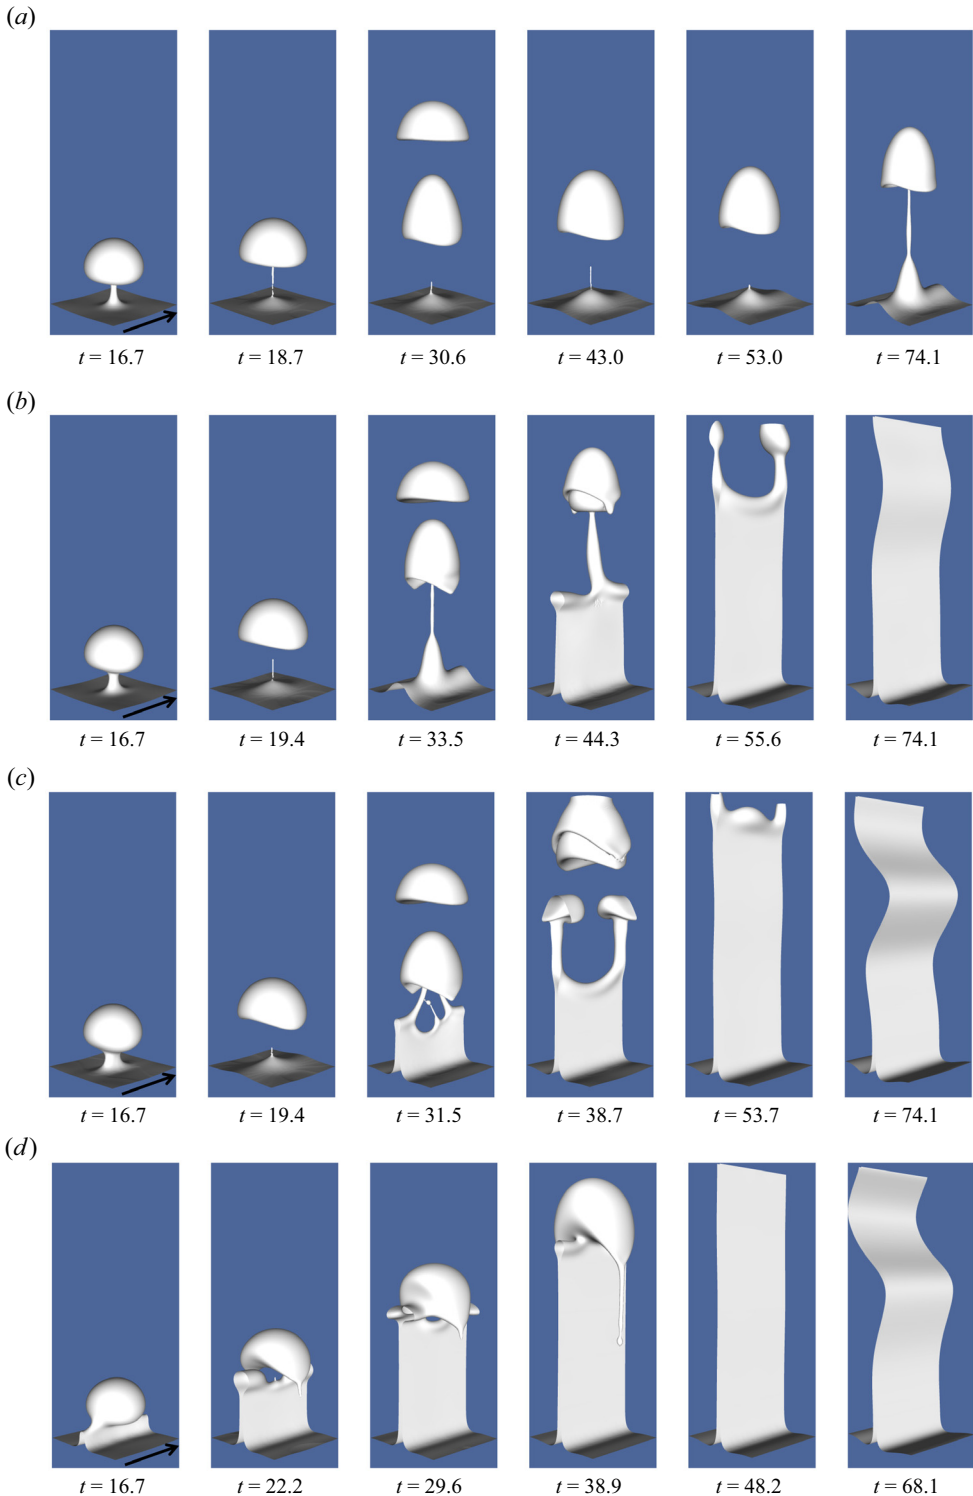 (a)
t = 16.7 t = 18.7 t = 30.6 t = 43.0 t = 53.0 t = 74.1
(b)
t = 16.7 t = 19.4 t = 33.5 t = 44.3 t = 55.6 t = 74.1
(c)
t = 16.7 t = 19.4 t = 31.5 t = 38.7 t = 53.7 t = 74.1
(d)
t = 16.7 t = 22.2 t = 29.6 t = 38.9 t = 48.2 t = 68.1